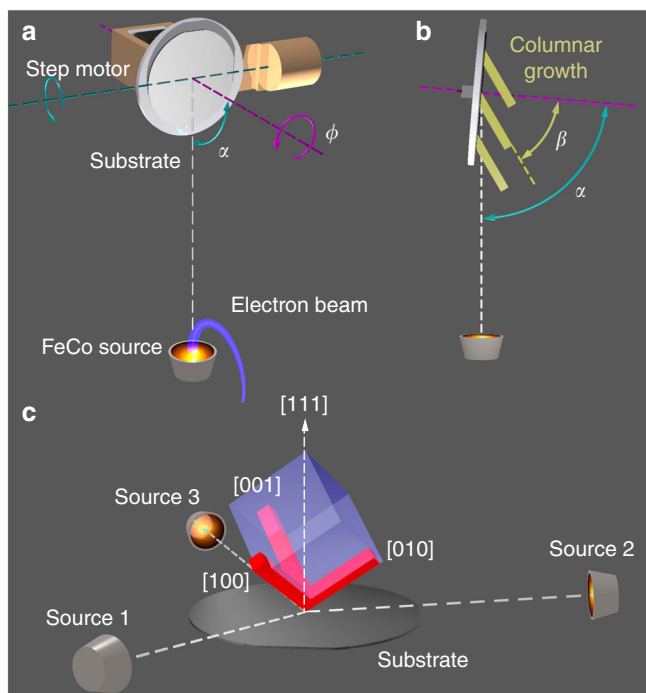 a
Step motor
Substrate
α
ϕ
Electron beam
FeCo source
b
Columnar
growth
β
α
c
[111]
[001]
Source 3
[010]
[100]
Source 2
Source 1
Substrate